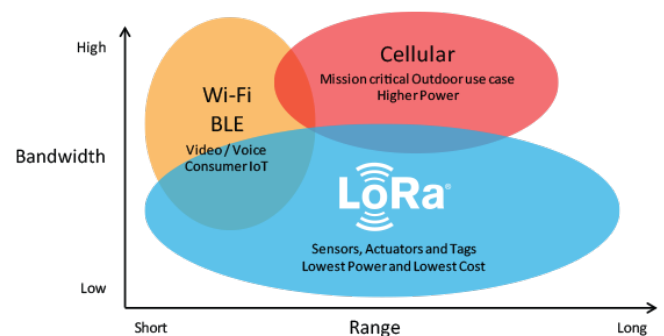 High
Bandwidth
Low
Wi-Fi
BLE
Video / Voice
Consumer IoT
Cellular
Mission critical Outdoor use case
Higher Power
LoRa®
Sensors, Actuators and Tags
Lowest Power and Lowest Cost
Short
Range
Long